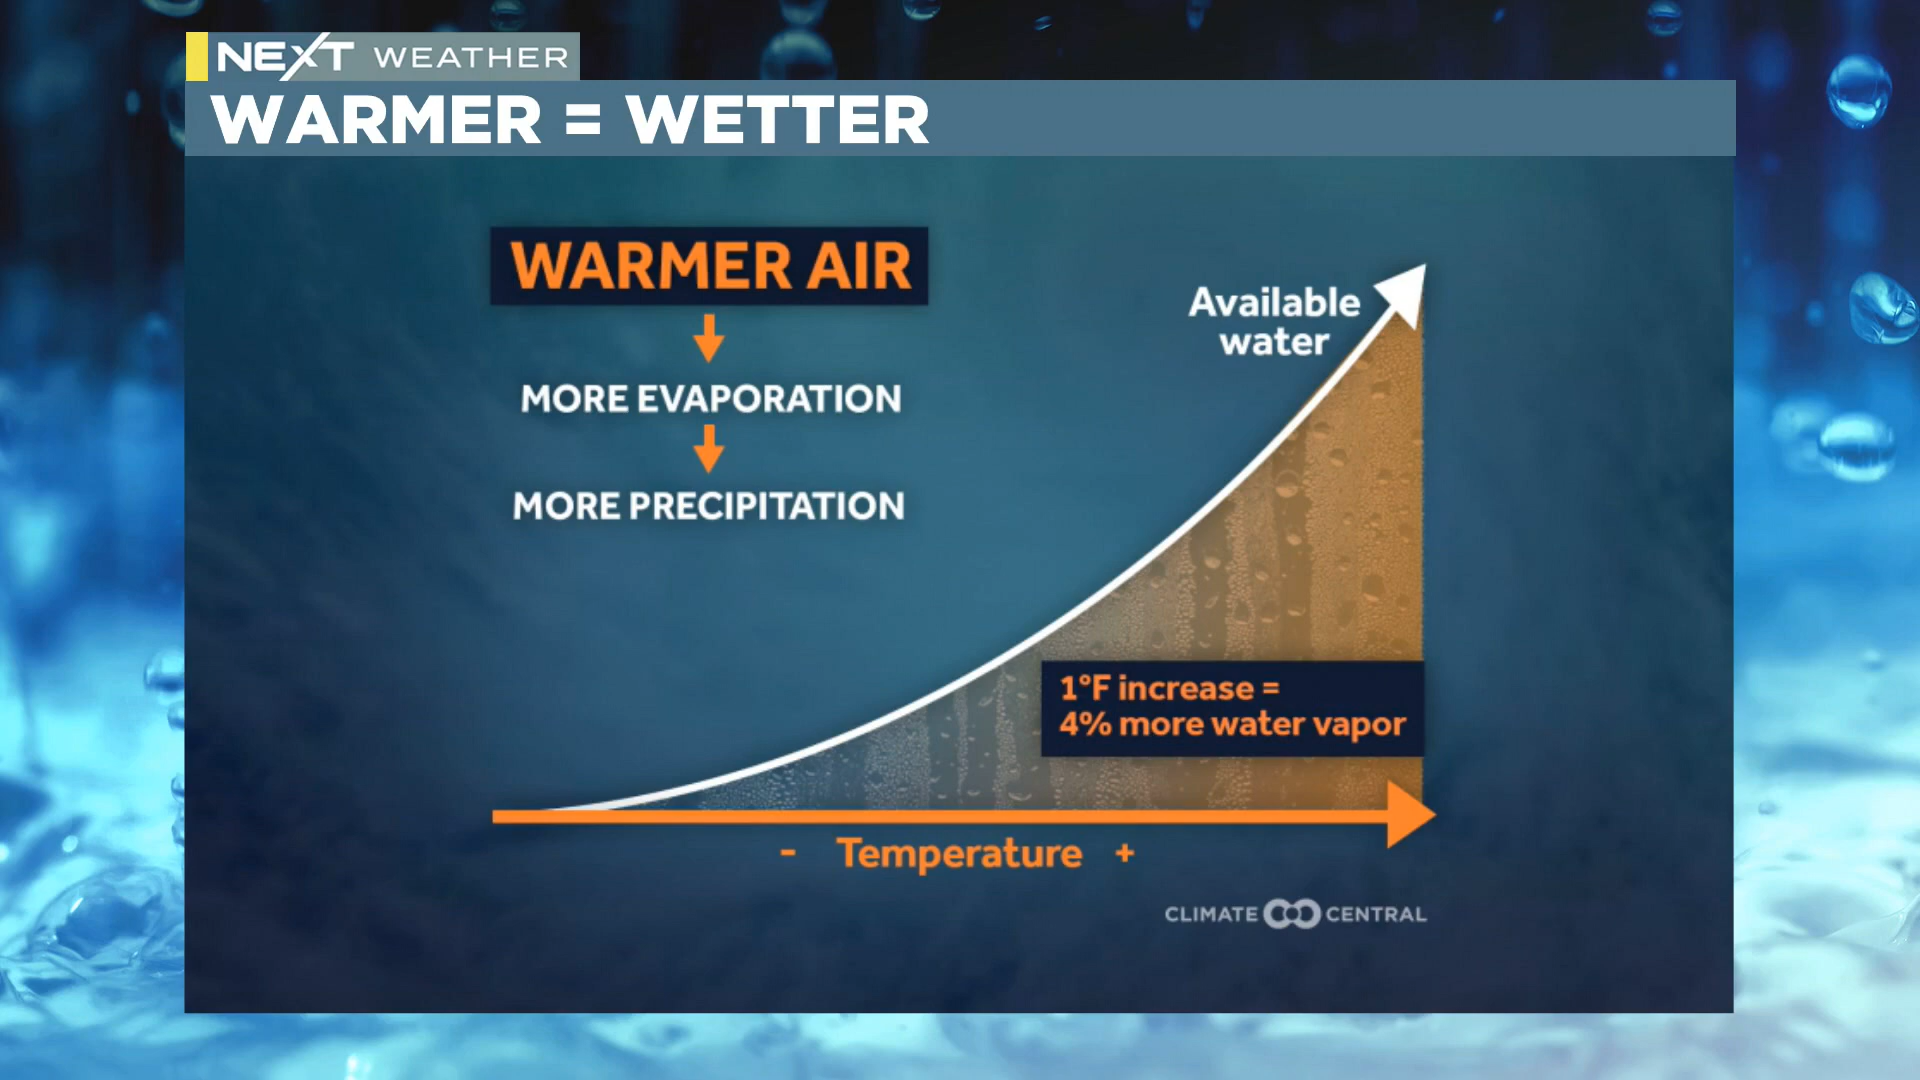 NEXT WEATHER
WARMER = WETTER
WARMER AIR
MORE EVAPORATION
MORE PRECIPITATION
Available
water
1°F increase =
4% more water vapor
- Temperature +
CLIMATE CENTRAL